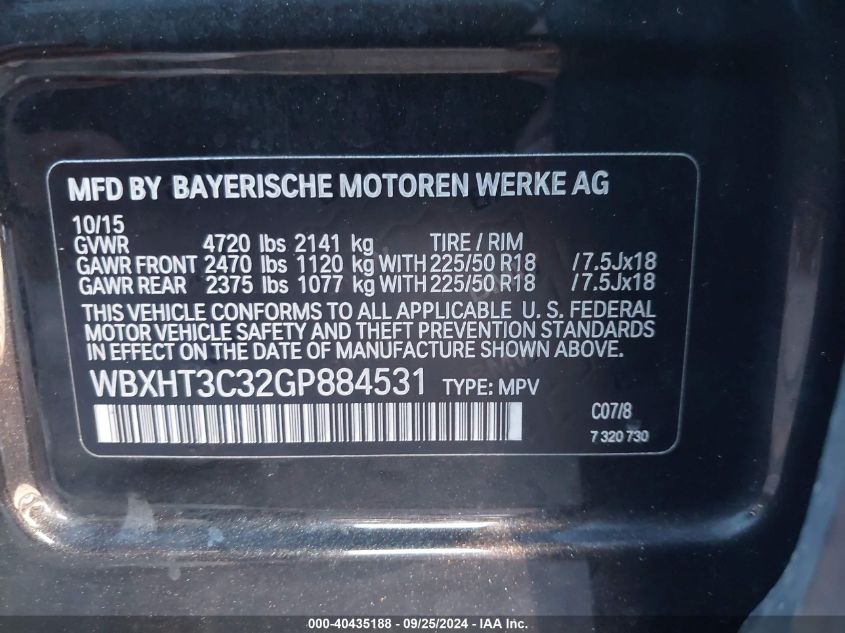 MFD BY BAYERISCHE MOTOREN WERKE AG
10/15
GVWR 4720 lbs 2141 kg TIRE / RIM
GAWR FRONT 2470 lbs 1120 kg WITH 225/50 R18 /7.5Jx18
GAWR REAR 2375 lbs 1077 kg WITH 225/50 R18 /7.5Jx18
THIS VEHICLE CONFORMS TO ALL APPLICABLE U. S. FEDERAL
MOTOR VEHICLE SAFETY AND THEFT PREVENTION STANDARDS
IN EFFECT ON THE DATE OF MANUFACTURE SHOWN ABOVE.
WBXHT3C32GP884531 TYPE: MPV
C07/8
7 320 730
000-40435188 - 09/25/2024 - IAA Inc.